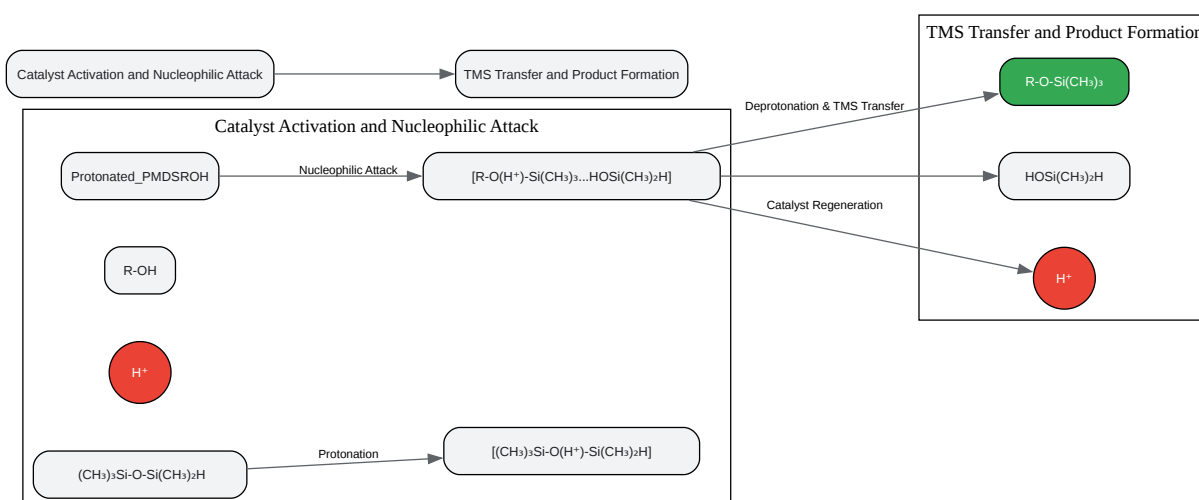 TMS Transfer and Product Formation
Catalyst Activation and Nucleophilic Attack
TMS Transfer and Product Formation
R-O-Si(CH₃)₃
Deprotonation & TMS Transfer
Catalyst Activation and Nucleophilic Attack
Protonated_PMDSROH
Nucleophilic Attack
[R-O(H⁺)-Si(CH₃)₃...HOSi(CH₃)₂H]
HOSi(CH₃)₂H
Catalyst Regeneration
R-OH
H⁺
H⁺
(CH₃)₃Si-O-Si(CH₃)₂H
Protonation
[(CH₃)₃Si-O(H⁺)-Si(CH₃)₂H]